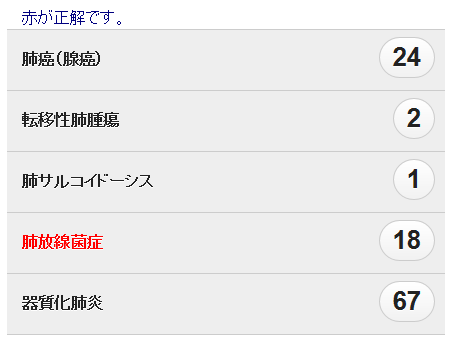 赤が正解です。
肺癌（腺癌）
24
転移性肺腫瘍
2
肺サルコイドーシス
1
肺放線菌症
18
器質化肺炎
67